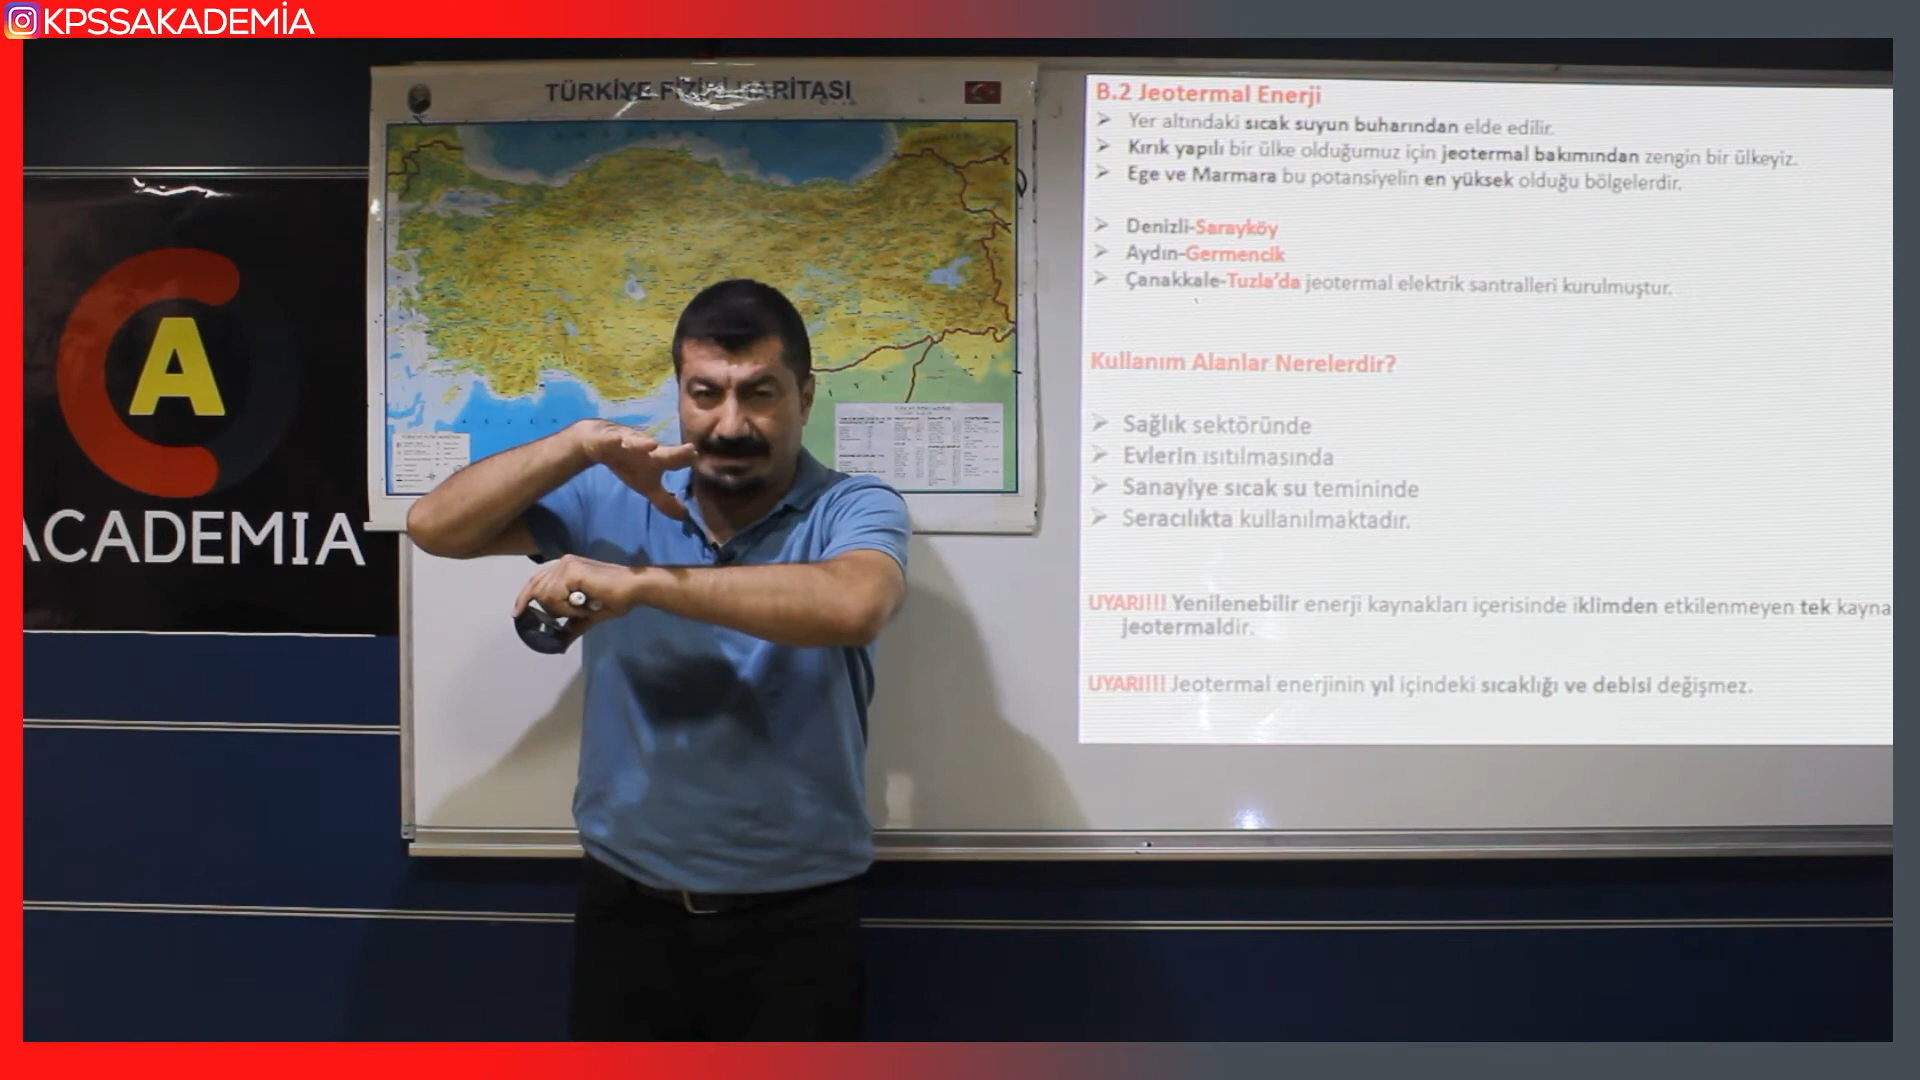 KPSSAKADEMİA
TÜRKİYE FİZİKİ HARİTASI
ACADEMIA
A
B.2 Jeotermal Enerji
➤ Yer altındaki sıcak suyun buharından elde edilir.
➤ Kırık yapılı bir ülke olduğumuz için jeotermal bakımından zengin bir ülkeyiz.
➤ Ege ve Marmara bu potansiyelin en yüksek olduğu bölgelerdir.
➤ Denizli-Sarayköy
➤ Aydın-Germencik
➤ Çanakkale-Tuzla'da jeotermal elektrik santralleri kurulmuştur.
Kullanım Alanlar Nerelerdir?
➤ Sağlık sektöründe
➤ Evlerin ısıtılmasında
➤ Sanayiye sıcak su temininde
➤ Seracılıkta kullanılmaktadır.
UYARI!!! Yenilenebilir enerji kaynakları içerisinde iklimden etkilenmeyen tek kayna
jeotermaldir.
UYARI!!! Jeotermal enerjinin yıl içindeki sıcaklığı ve debisi değişmez.